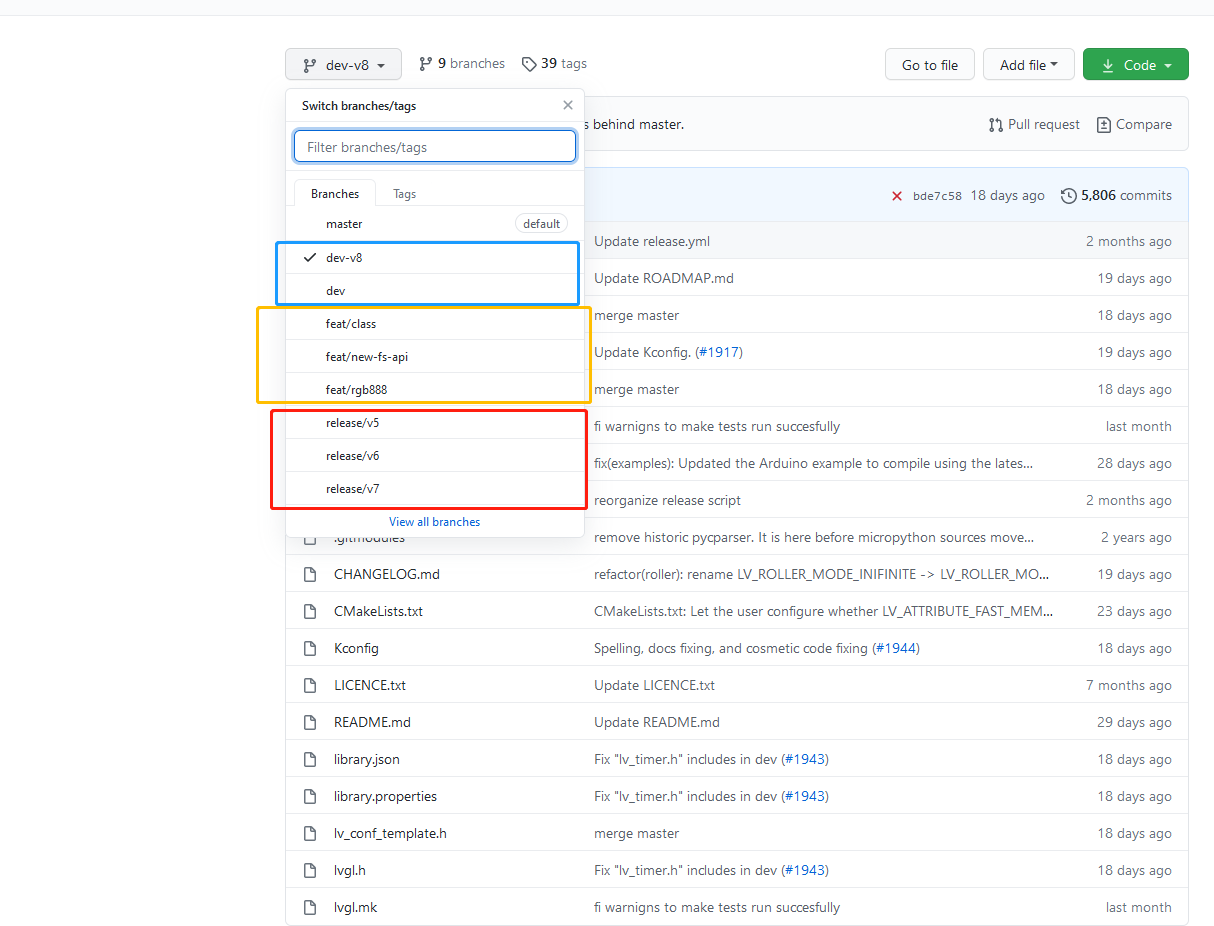 dev-v8 9 branches 39 tags Go to file Add file Code
Switch branches/tags
s behind master. Pull request Compare
Filter branches/tags
Branches Tags
bde7c58 18 days ago 5,806 commits
master default
Update release.yml 2 months ago
dev-v8
Update ROADMAP.md 19 days ago
dev
feat/class
merge master 18 days ago
feat/new-fs-api
Update Kconfig. (#1917) 19 days ago
feat/rgb888
merge master 18 days ago
release/v5
fi warnigns to make tests run succesfully last month
release/v6
fix(examples): Updated the Arduino example to compile using the lates... 28 days ago
release/v7
reorganize release script 2 months ago
View all branches
.gitmodules remove historic pycparser. It is here before micropython sources move... 2 years ago
CHANGELOG.md refactor(roller): rename LV_ROLLER_MODE_INIFINITE -> LV_ROLLER_MO... 19 days ago
CMakeLists.txt CMakeLists.txt: Let the user configure whether LV_ATTRIBUTE_FAST_MEM... 23 days ago
Kconfig Spelling, docs fixing, and cosmetic code fixing (#1944) 18 days ago
LICENCE.txt Update LICENCE.txt 7 months ago
README.md Update README.md 29 days ago
library.json Fix "lv_timer.h" includes in dev (#1943) 18 days ago
library.properties Fix "lv_timer.h" includes in dev (#1943) 18 days ago
lv_conf_template.h merge master 18 days ago
lvgl.h Fix "lv_timer.h" includes in dev (#1943) 18 days ago
lvgl.mk fi warnigns to make tests run succesfully last month